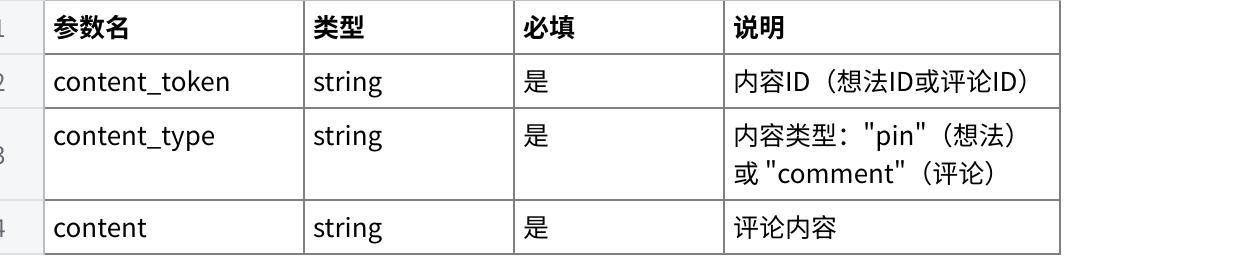 1 参数名 类型 必填 说明
2 content_token string 是 内容ID（想法ID或评论ID）
3 content_type string 是 内容类型："pin"（想法）
或 "comment"（评论）
4 content string 是 评论内容